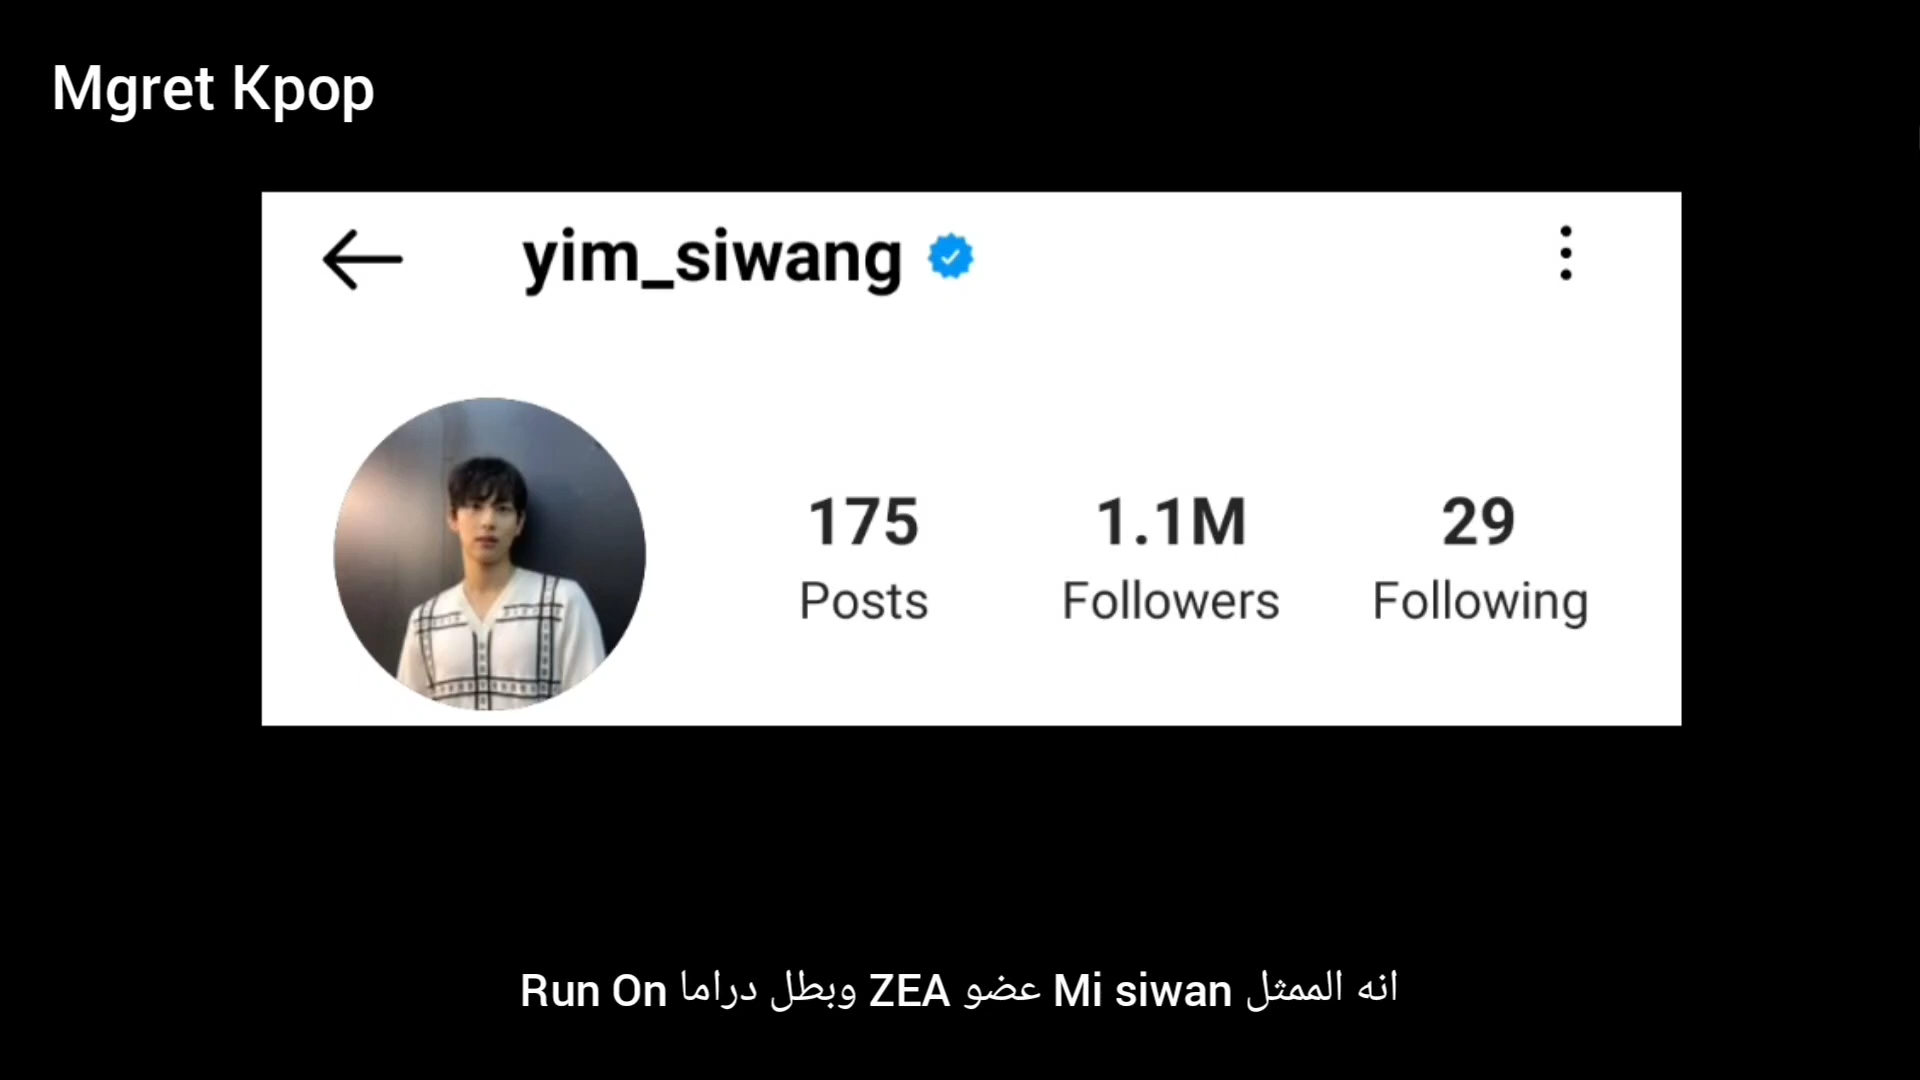 Mgret Kpop
yim_siwang
175
1.1M
29
Posts
Followers
Following
انه الممثل Mi siwan عضو ZEA وبطل دراما Run On